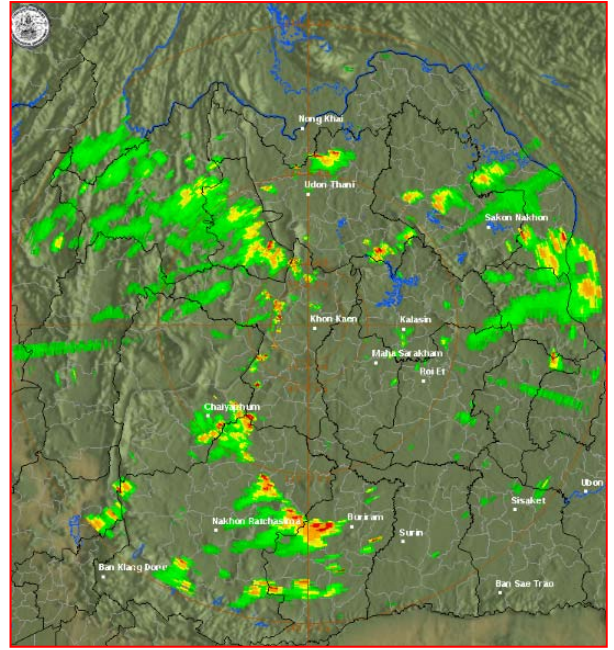 Nong Khai
Udon Thani
Sakon Nakhon
Khon Kaen
Kalasin
Maha Sarakham
Roi Et
Chaiyaphum
Sisaket
Ubon
Nakhon Ratchasima
Buriram
Surin
Ban Klang Dong
Ban Sae Trao